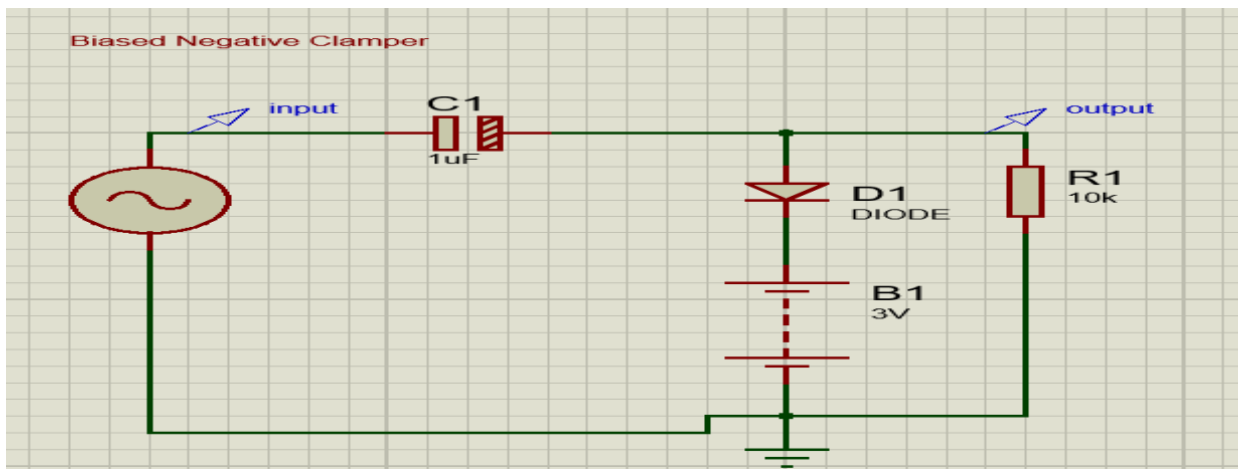 Biased Negative Clamper
input
C1
1uF
output
D1
DIODE
R1
10k
B1
3V